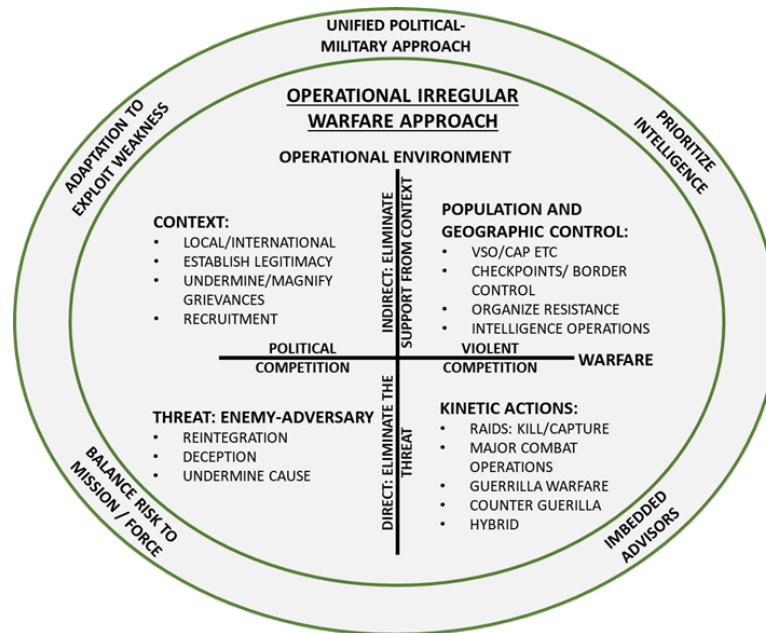 UNIFIED POLITICAL-
MILITARY APPROACH
ADAPTATION TO
EXPLOIT WEAKNESS
PRIORITIZE
INTELLIGENCE
OPERATIONAL IRREGULAR
WARFARE APPROACH
OPERATIONAL ENVIRONMENT
INDIRECT: ELIMINATE
SUPPORT FROM CONTEXT
CONTEXT:
• LOCAL/INTERNATIONAL
• ESTABLISH LEGITIMACY
• UNDERMINE/MAGNIFY
GRIEVANCES
• RECRUITMENT
POPULATION AND
GEOGRAPHIC CONTROL:
• VSO/CAP ETC
• CHECKPOINTS/ BORDER
CONTROL
• ORGANIZE RESISTANCE
• INTELLIGENCE OPERATIONS
POLITICAL
COMPETITION
VIOLENT
COMPETITION
WARFARE
DIRECT: ELIMINATE THE
THREAT
THREAT: ENEMY-ADVERSARY
• REINTEGRATION
• DECEPTION
• UNDERMINE CAUSE
KINETIC ACTIONS:
• RAIDS: KILL/CAPTURE
• MAJOR COMBAT
OPERATIONS
• GUERRILLA WARFARE
• COUNTER GUERILLA
• HYBRID
BALANCE RISK TO
MISSION / FORCE
IMBEDDED
ADVISORS